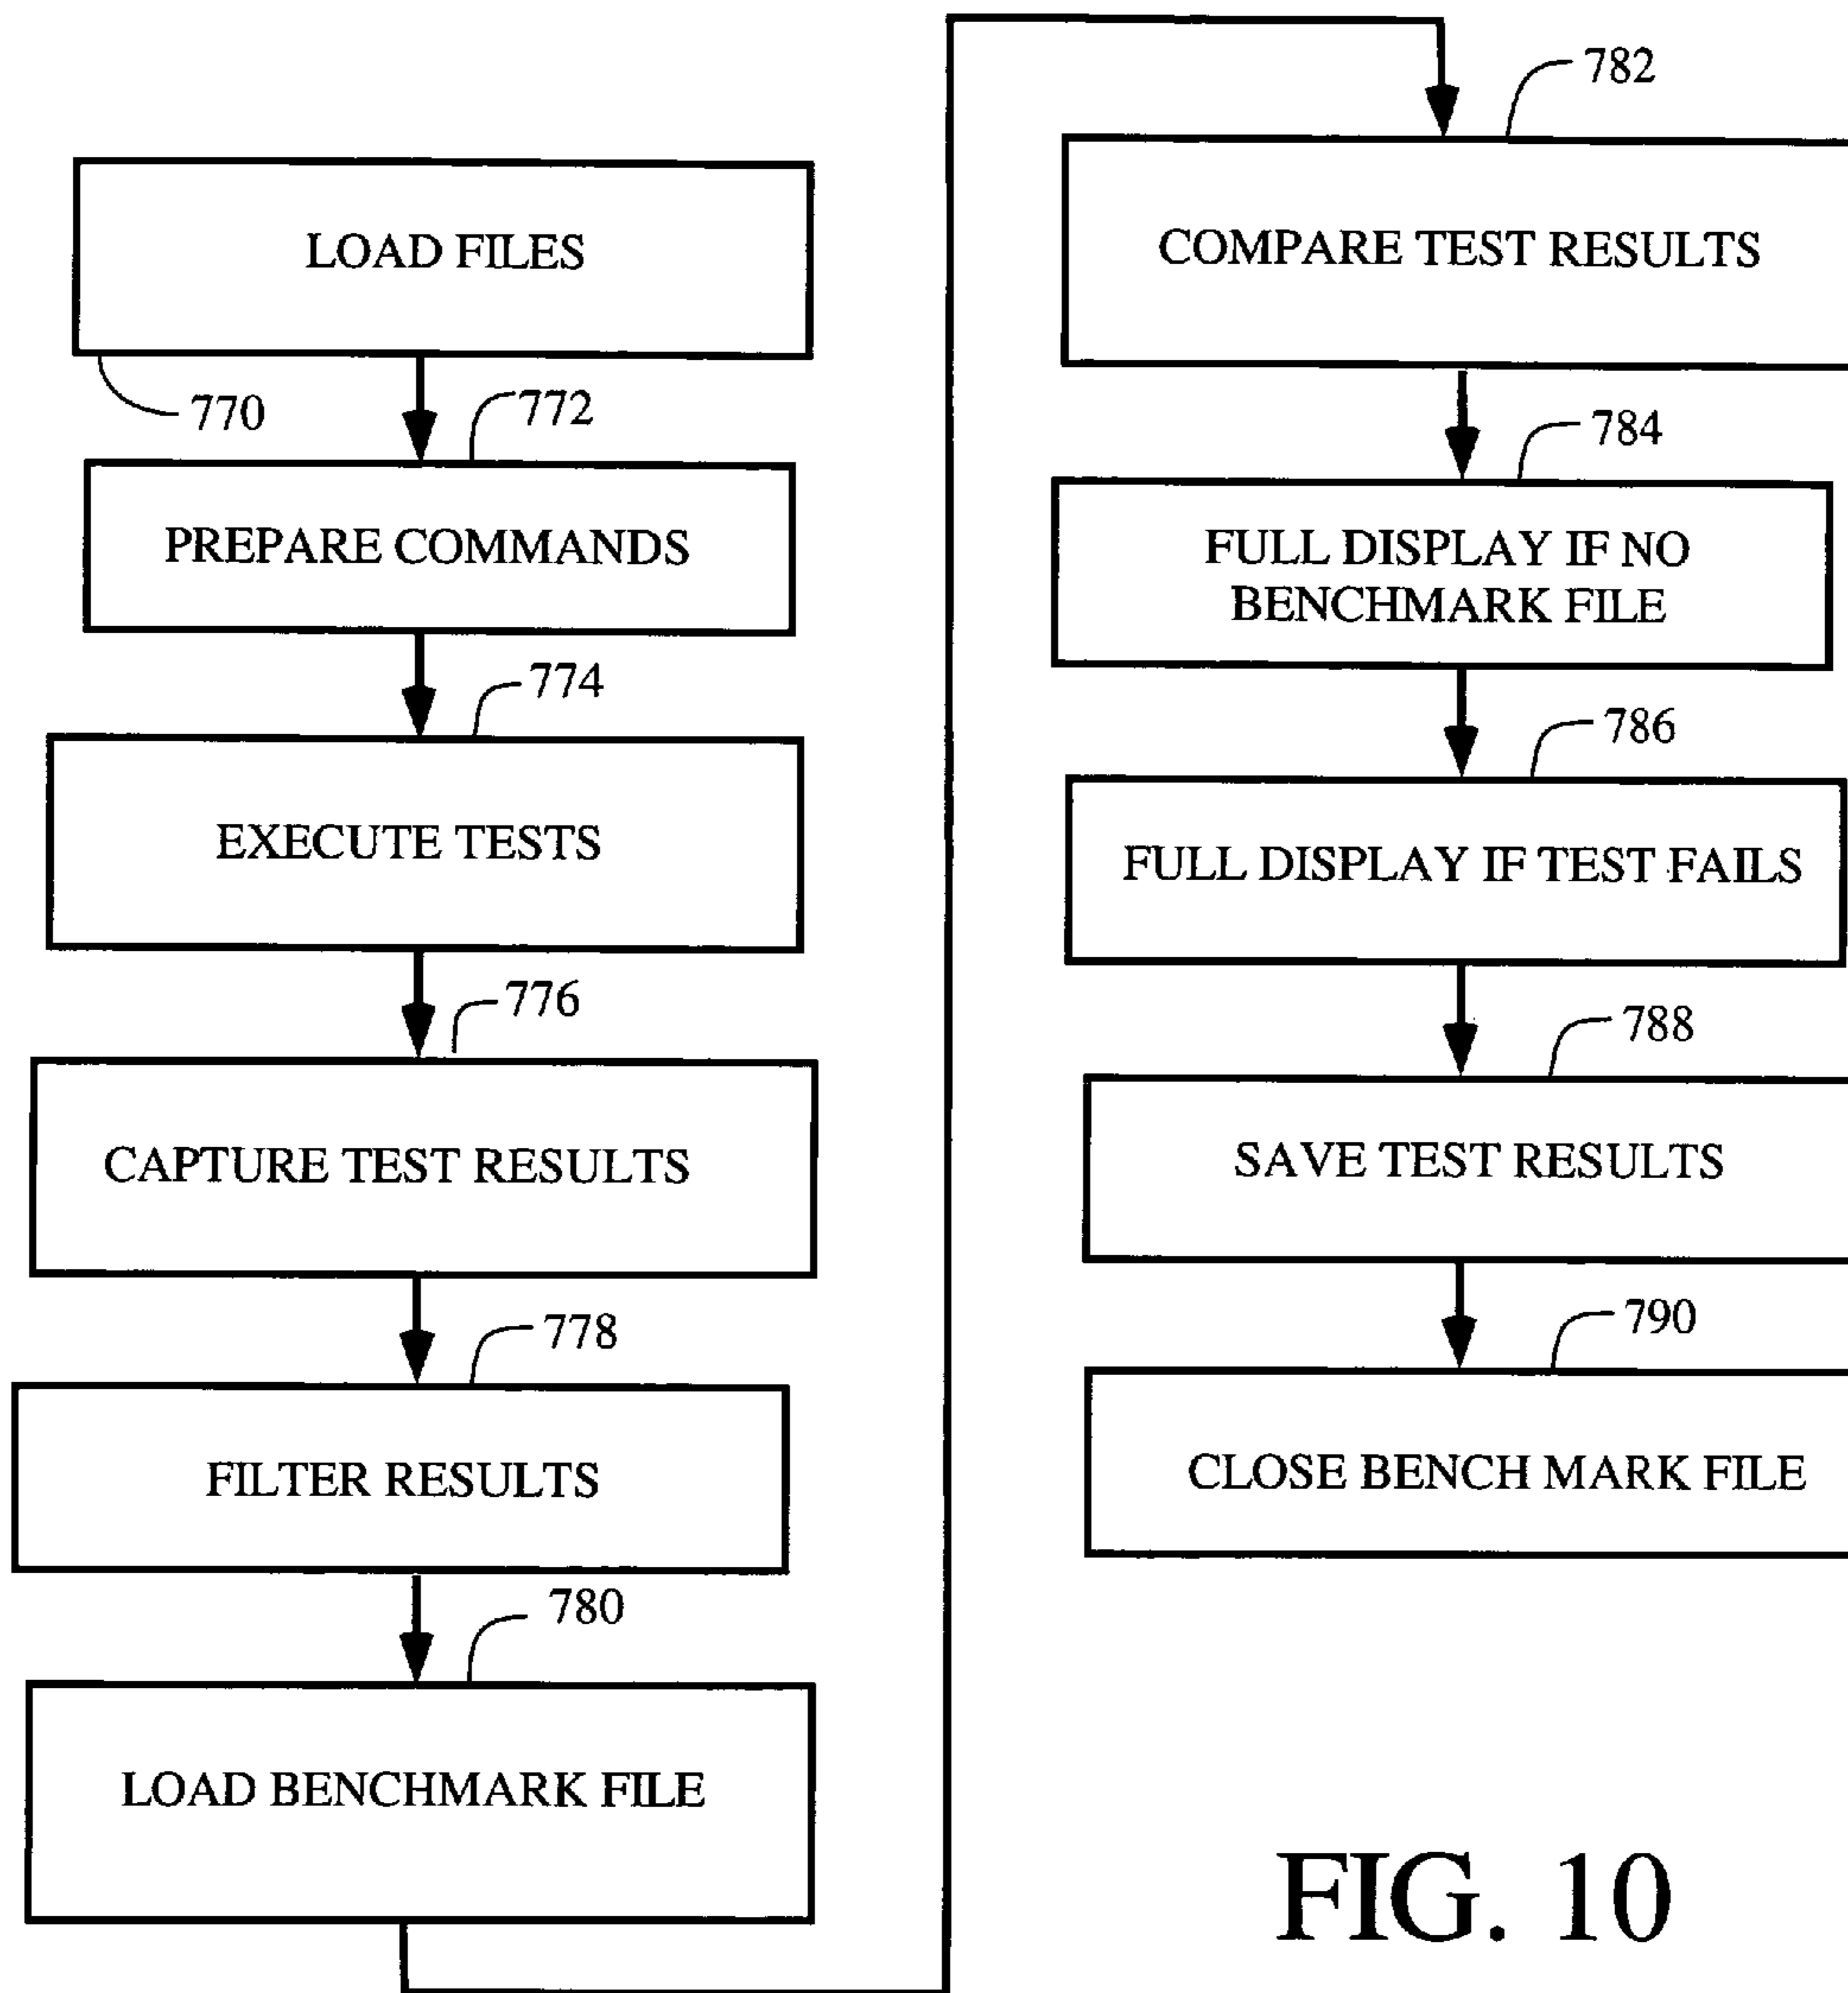 LOAD FILES
770
772
PREPARE COMMANDS
774
EXECUTE TESTS
776
CAPTURE TEST RESULTS
778
FILTER RESULTS
780
LOAD BENCHMARK FILE
782
COMPARE TEST RESULTS
784
FULL DISPLAY IF NO
BENCHMARK FILE
786
FULL DISPLAY IF TEST FAILS
788
SAVE TEST RESULTS
790
CLOSE BENCH MARK FILE
FIG. 10